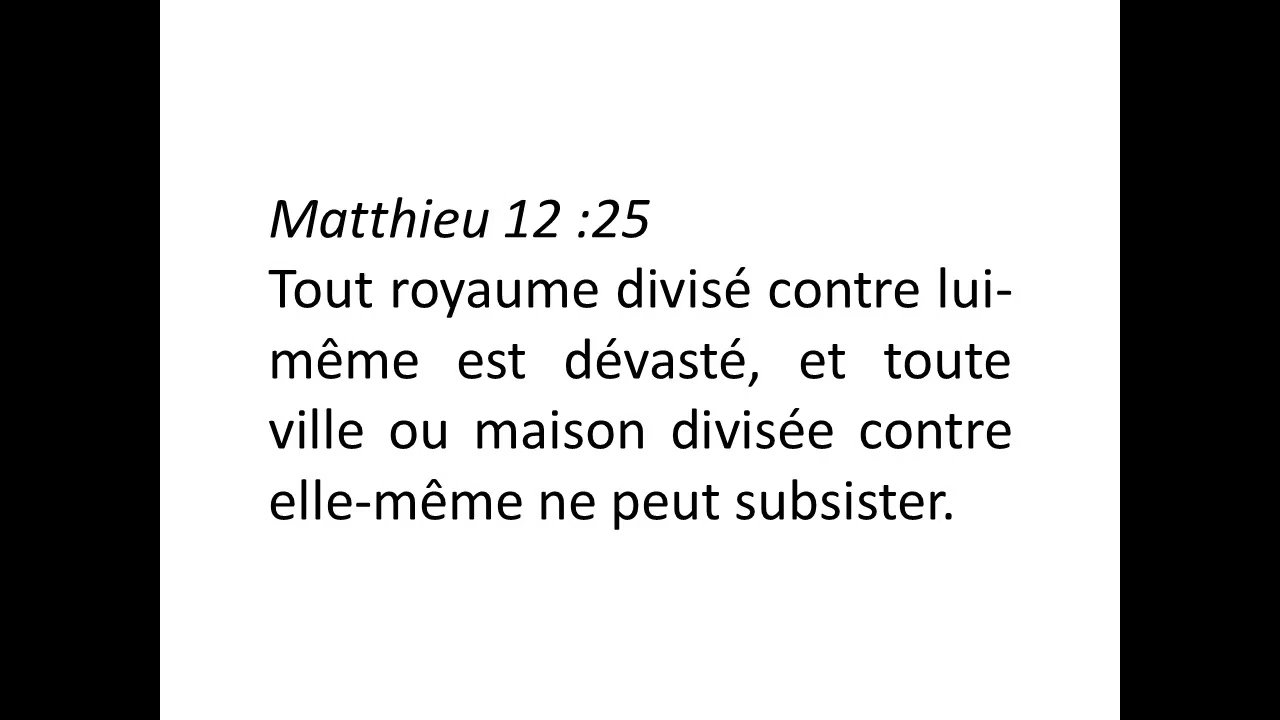 Matthieu 12 :25
Tout royaume divisé contre lui-
même est dévasté, et toute
ville ou maison divisée contre
elle-même ne peut subsister.